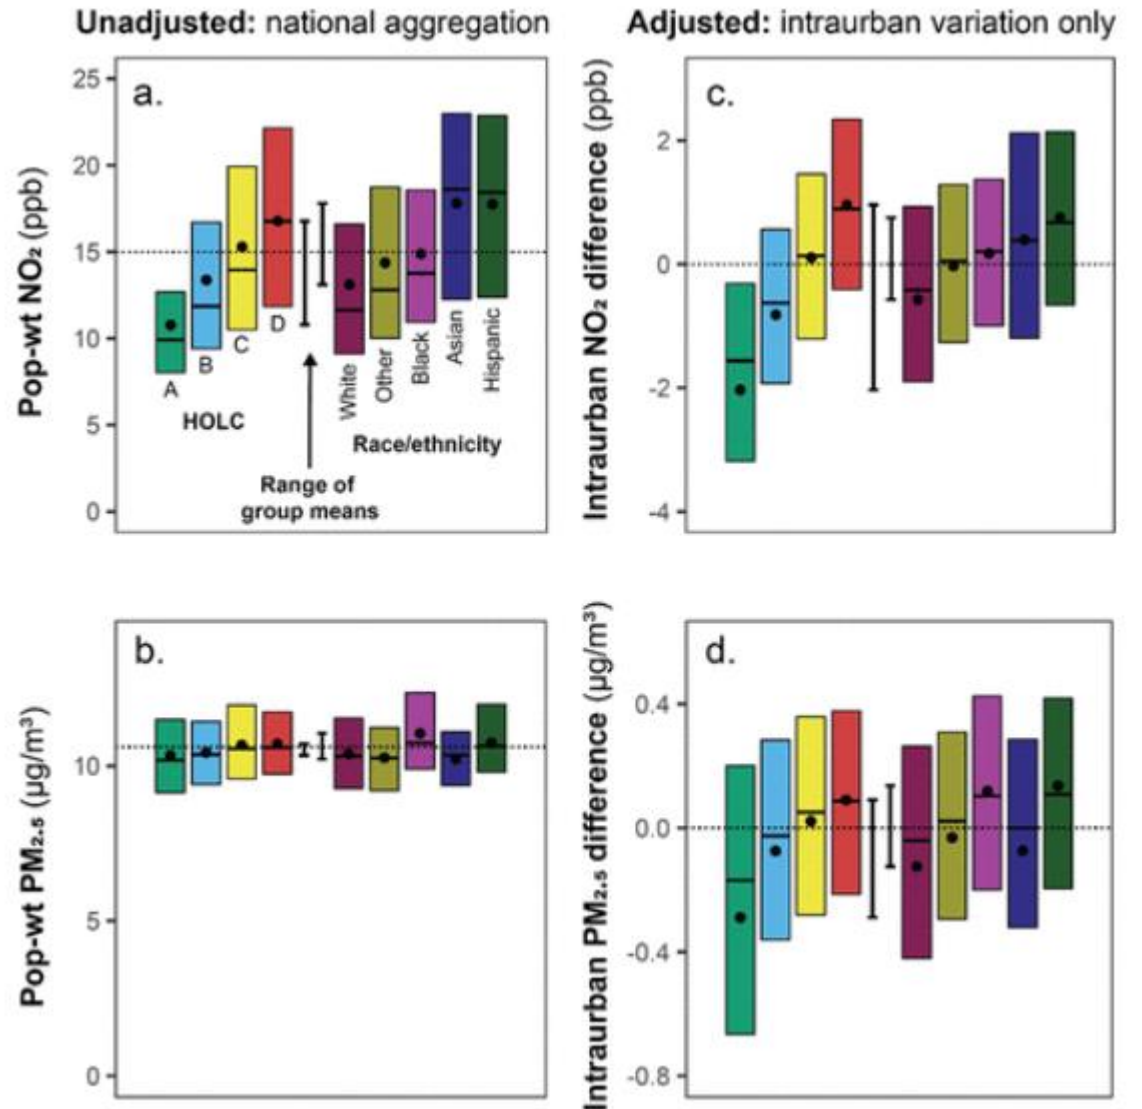 Unadjusted: national aggregation
Adjusted: intraurban variation only
a.
Pop-wt NO₂ (ppb)
25
20
15
10
5
0
A
B
C
D
HOLC
White
Other
Black
Asian
Hispanic
Race/ethnicity
Range of
group means
c.
Intraurban NO₂ difference (ppb)
2
0
-2
-4
b.
Pop-wt PM₂.₅ (µg/m³)
10
5
0
d.
Intraurban PM₂.₅ difference (µg/m³)
0.4
0.0
-0.4
-0.8